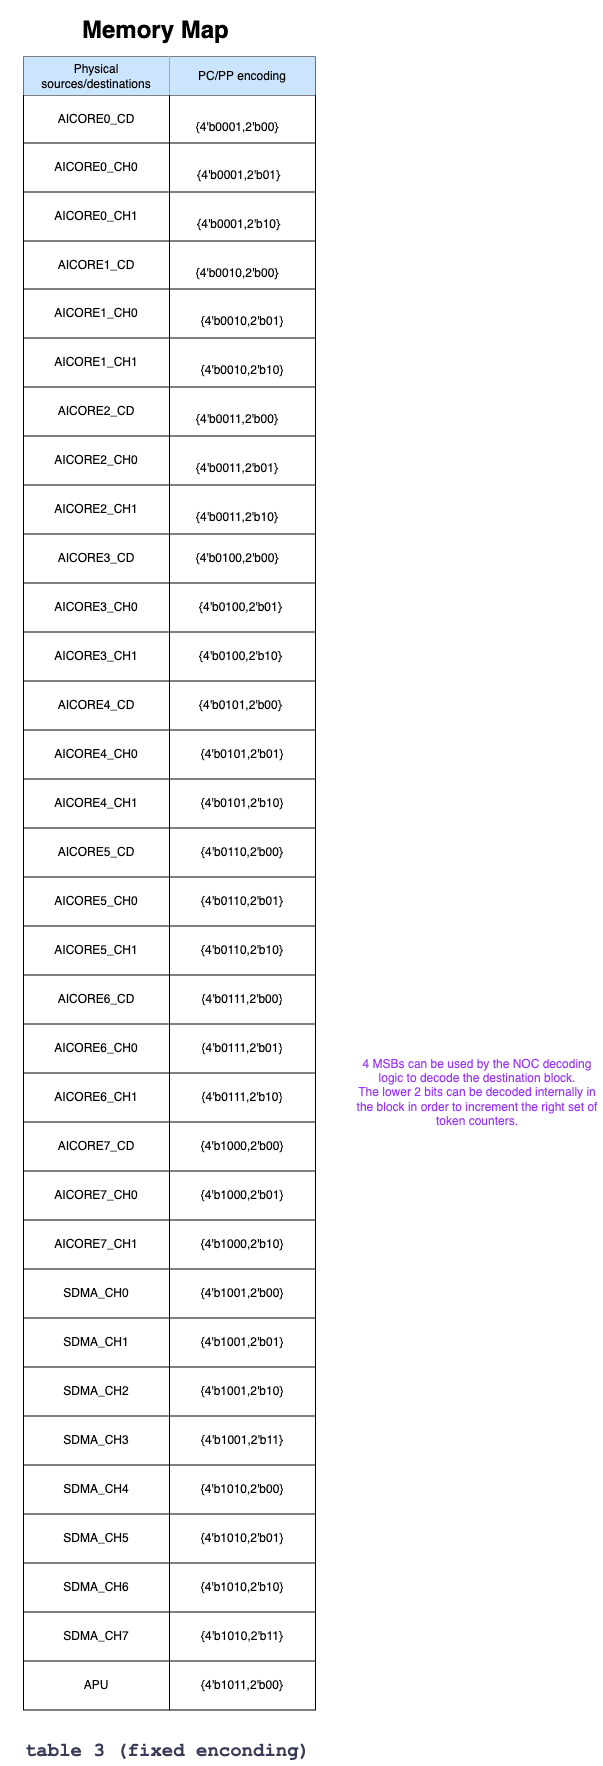 Memory Map
Physical
sources/destinations
PC/PP encoding
AICORE0_CD
{4'b0001,2'b00}
AICORE0_CH0
{4'b0001,2'b01}
AICORE0_CH1
{4'b0001,2'b10}
AICORE1_CD
{4'b0010,2'b00}
AICORE1_CH0
{4'b0010,2'b01}
AICORE1_CH1
{4'b0010,2'b10}
AICORE2_CD
{4'b0011,2'b00}
AICORE2_CH0
{4'b0011,2'b01}
AICORE2_CH1
{4'b0011,2'b10}
AICORE3_CD
{4'b0100,2'b00}
AICORE3_CH0
{4'b0100,2'b01}
AICORE3_CH1
{4'b0100,2'b10}
AICORE4_CD
{4'b0101,2'b00}
AICORE4_CH0
{4'b0101,2'b01}
AICORE4_CH1
{4'b0101,2'b10}
AICORE5_CD
{4'b0110,2'b00}
AICORE5_CH0
{4'b0110,2'b01}
AICORE5_CH1
{4'b0110,2'b10}
AICORE6_CD
{4'b0111,2'b00}
AICORE6_CH0
{4'b0111,2'b01}
AICORE6_CH1
{4'b0111,2'b10}
AICORE7_CD
{4'b1000,2'b00}
AICORE7_CH0
{4'b1000,2'b01}
AICORE7_CH1
{4'b1000,2'b10}
SDMA_CH0
{4'b1001,2'b00}
SDMA_CH1
{4'b1001,2'b01}
SDMA_CH2
{4'b1001,2'b10}
SDMA_CH3
{4'b1001,2'b11}
SDMA_CH4
{4'b1010,2'b00}
SDMA_CH5
{4'b1010,2'b01}
SDMA_CH6
{4'b1010,2'b10}
SDMA_CH7
{4'b1010,2'b11}
APU
{4'b1011,2'b00}
4 MSBs can be used by the NOC decoding
logic to decode the destination block.
The lower 2 bits can be decoded internally in
the block in order to increment the right set of
token counters.
table 3 (fixed enconding)